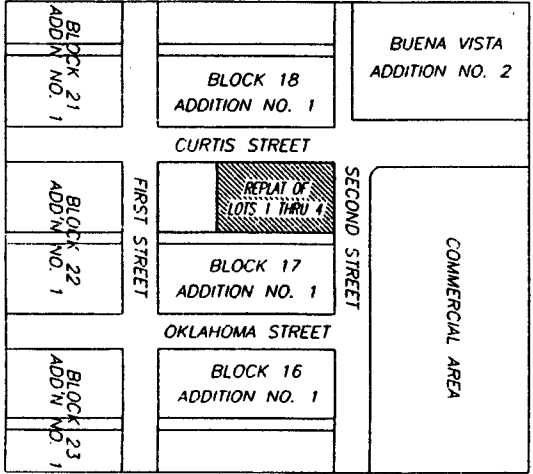 BLOCK 21
ADD'N NO. 1
BLOCK 18
ADDITION NO. 1
BUENA VISTA
ADDITION NO. 2
CURTIS STREET
FIRST STREET
REPLAT OF
LOTS 1 THRU 4
SECOND STREET
BLOCK 22
ADD'N NO. 1
BLOCK 17
ADDITION NO. 1
COMMERCIAL AREA
OKLAHOMA STREET
BLOCK 16
ADDITION NO. 1
BLOCK 23
ADD'N NO. 1